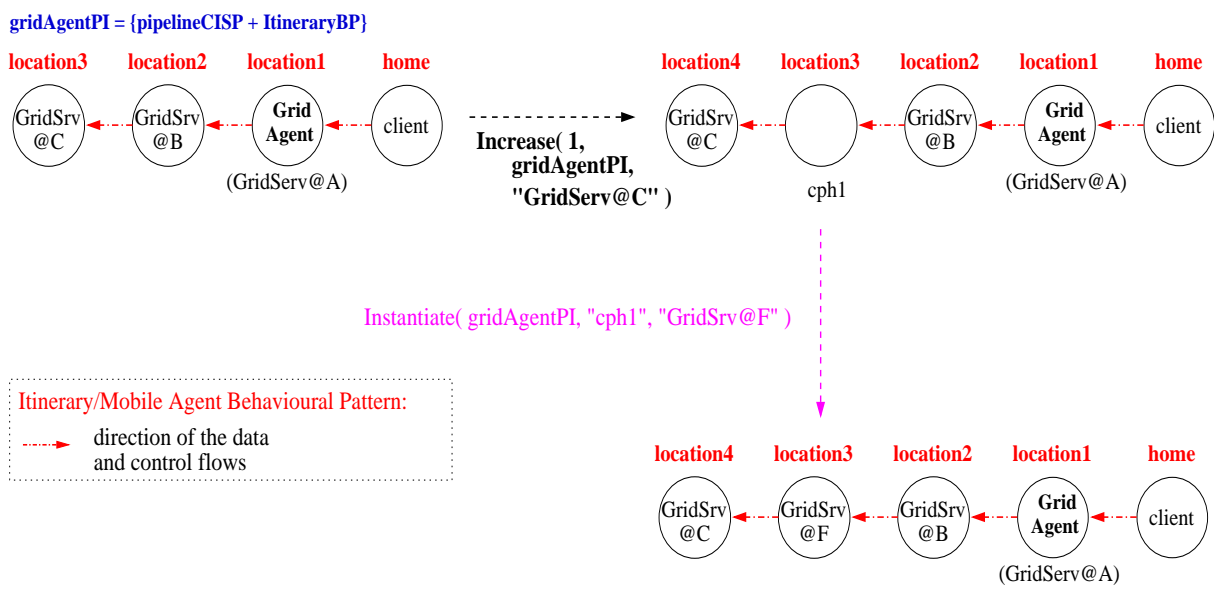 gridAgentPI = {pipelineCISP + ItineraryBP}
location3 location2 location1 home
GridSrv
@C
GridSrv
@B
Grid
Agent
client
(GridServ@A)
Increase( 1,
gridAgentPI,
"GridServ@C" )
location4 location3 location2 location1 home
GridSrv
@C
GridSrv
@B
Grid
Agent
client
cph1
(GridServ@A)
Instantiate( gridAgentPI, "cph1", "GridSrv@F" )
Itinerary/Mobile Agent Behavioural Pattern:
direction of the data
and control flows
location4 location3 location2 location1 home
GridSrv
@C
GridSrv
@F
GridSrv
@B
Grid
Agent
client
(GridServ@A)